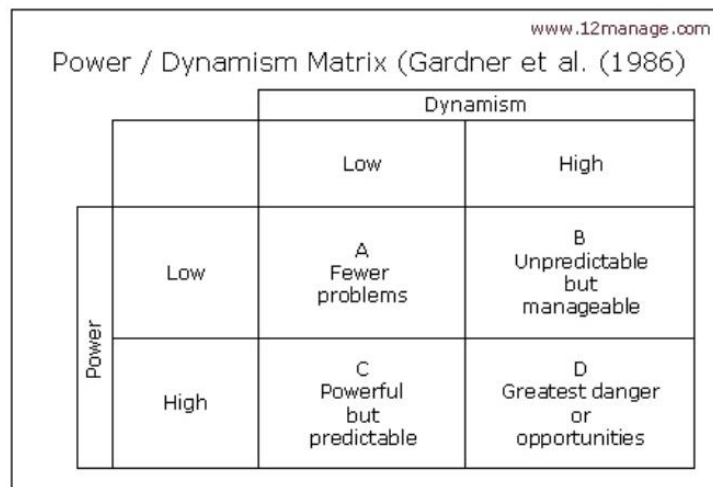 www.12manage.com
Power / Dynamism Matrix (Gardner et al. (1986)
Dynamism
Low
High
Power
Low
A
Fewer
problems
B
Unpredictable
but
manageable
High
C
Powerful
but
predictable
D
Greatest danger
or
opportunities